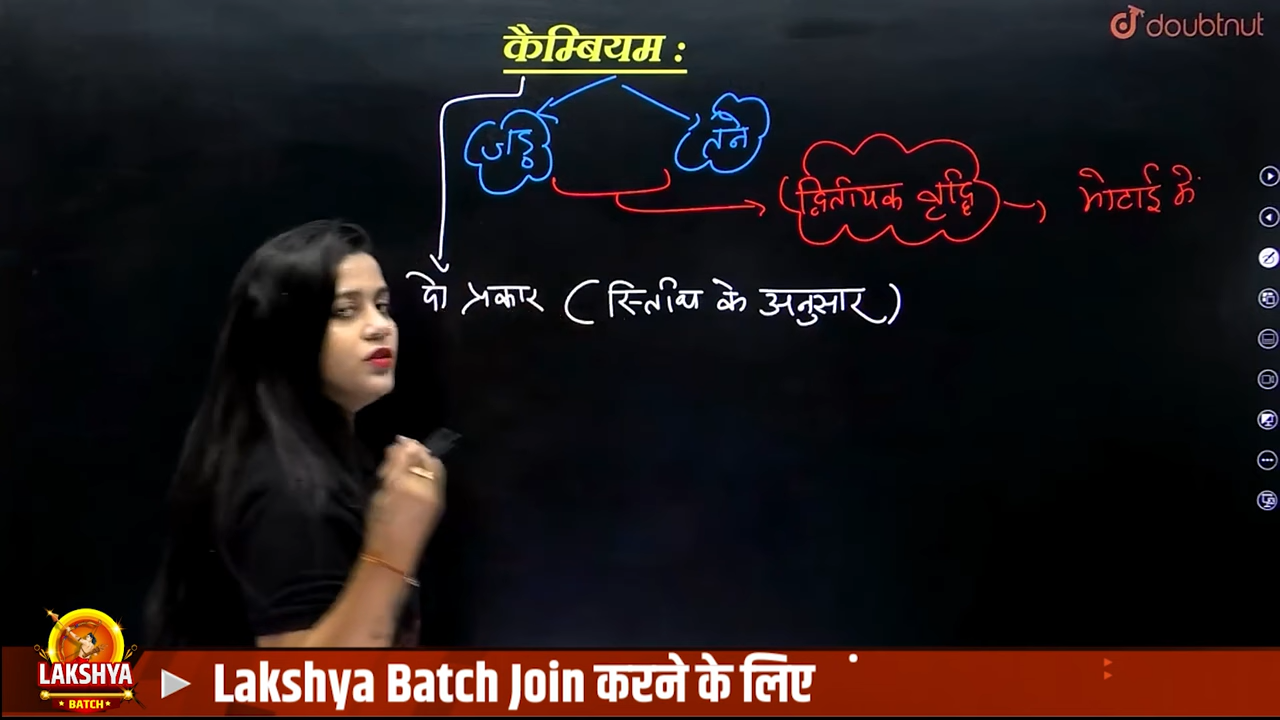 doubtnut
कैम्बियम :
जड़
तने
द्वितीयक वृद्धि
मोटाई में
दो प्रकार (स्तिथि के अनुसार)
LAKSHYA
BATCH
Lakshya Batch Join करने के लिए